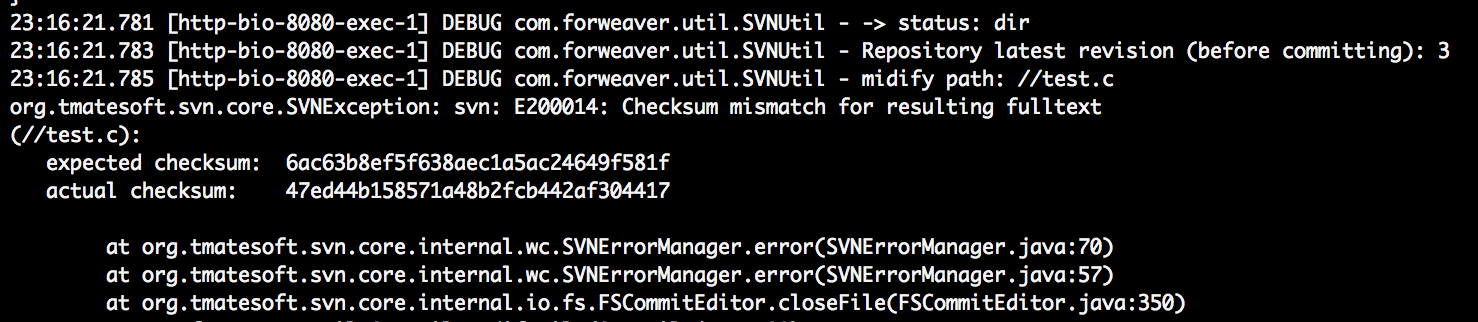 23:16:21.781 [http-bio-8080-exec-1] DEBUG com.forweaver.util.SVNUtil - -> status: dir
23:16:21.783 [http-bio-8080-exec-1] DEBUG com.forweaver.util.SVNUtil - Repository latest revision (before committing): 3
23:16:21.785 [http-bio-8080-exec-1] DEBUG com.forweaver.util.SVNUtil - midify path: //test.c
org.tmatesoft.svn.core.SVNException: svn: E200014: Checksum mismatch for resulting fulltext
(//test.c):
   expected checksum:  6ac63b8ef5f638aec1a5ac24649f581f
   actual checksum:    47ed44b158571a48b2fcb442af304417
        at org.tmatesoft.svn.core.internal.wc.SVNErrorManager.error(SVNErrorManager.java:70)
        at org.tmatesoft.svn.core.internal.wc.SVNErrorManager.error(SVNErrorManager.java:57)
        at org.tmatesoft.svn.core.internal.io.fs.FSCommitEditor.closeFile(FSCommitEditor.java:350)